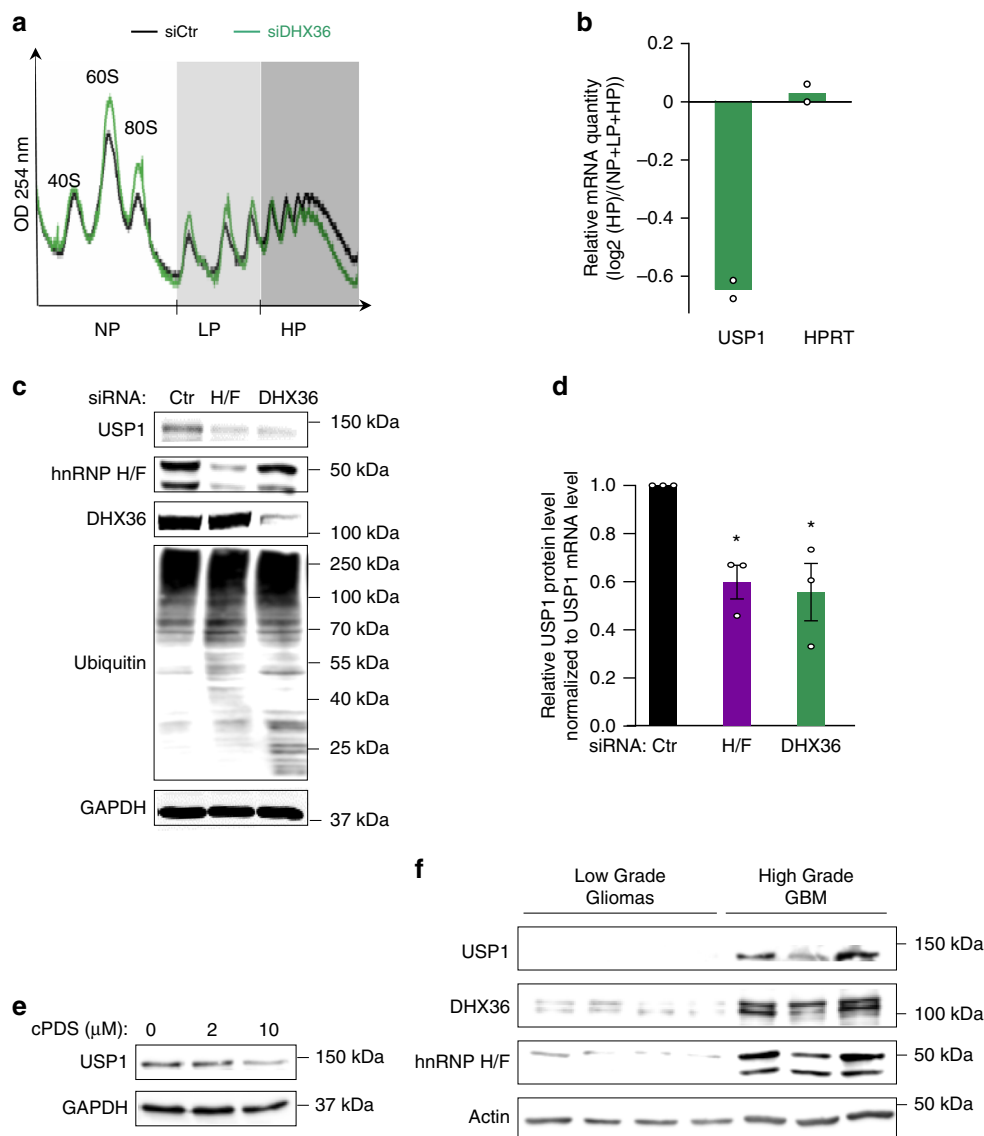 a
siCtr
siDHX36
OD 254 nm
40S
60S
80S
NP
LP
HP
b
Relative mRNA quantity
(log2 (HP)/(NP+LP+HP))
0.2
0
–0.2
–0.4
–0.6
USP1
HPRT
c
siRNA: Ctr H/F DHX36
USP1
150 kDa
hnRNP H/F
50 kDa
DHX36
100 kDa
Ubiquitin
250 kDa
100 kDa
70 kDa
55 kDa
40 kDa
25 kDa
GAPDH
37 kDa
d
Relative USP1 protein level
normalized to USP1 mRNA level
1.0
0.8
0.6
0.4
0.2
0.0
*
*
siRNA: Ctr H/F DHX36
e
cPDS (μM): 0 2 10
USP1
150 kDa
GAPDH
37 kDa
f
Low Grade
Gliomas
High Grade
GBM
USP1
150 kDa
DHX36
100 kDa
hnRNP H/F
50 kDa
Actin
50 kDa